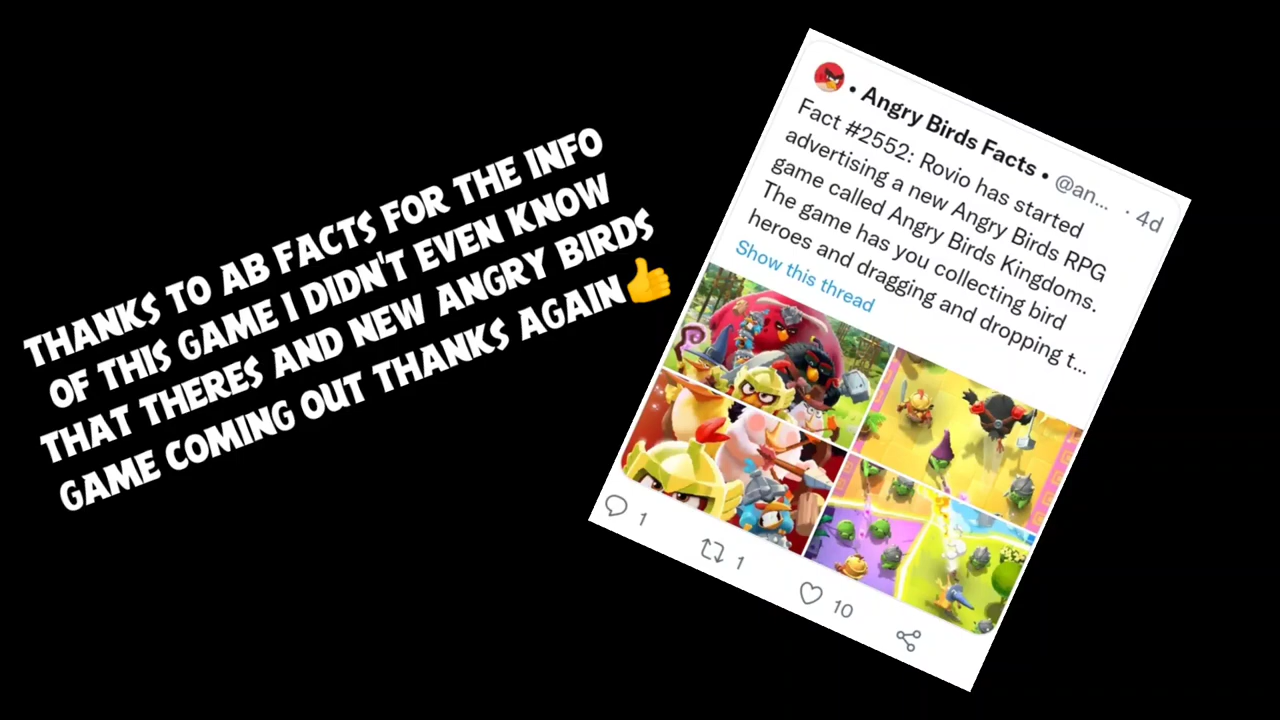 THANKS TO AB FACTS FOR THE INFO
OF THIS GAME I DIDN'T EVEN KNOW
THAT THERES AND NEW ANGRY BIRDS
GAME COMING OUT THANKS AGAIN👍
• Angry Birds Facts • @an... · 4d
Fact #2552: Rovio has started
advertising a new Angry Birds RPG
game called Angry Birds Kingdoms.
The game has you collecting bird
heroes and dragging and dropping t...
Show this thread
1
1
10